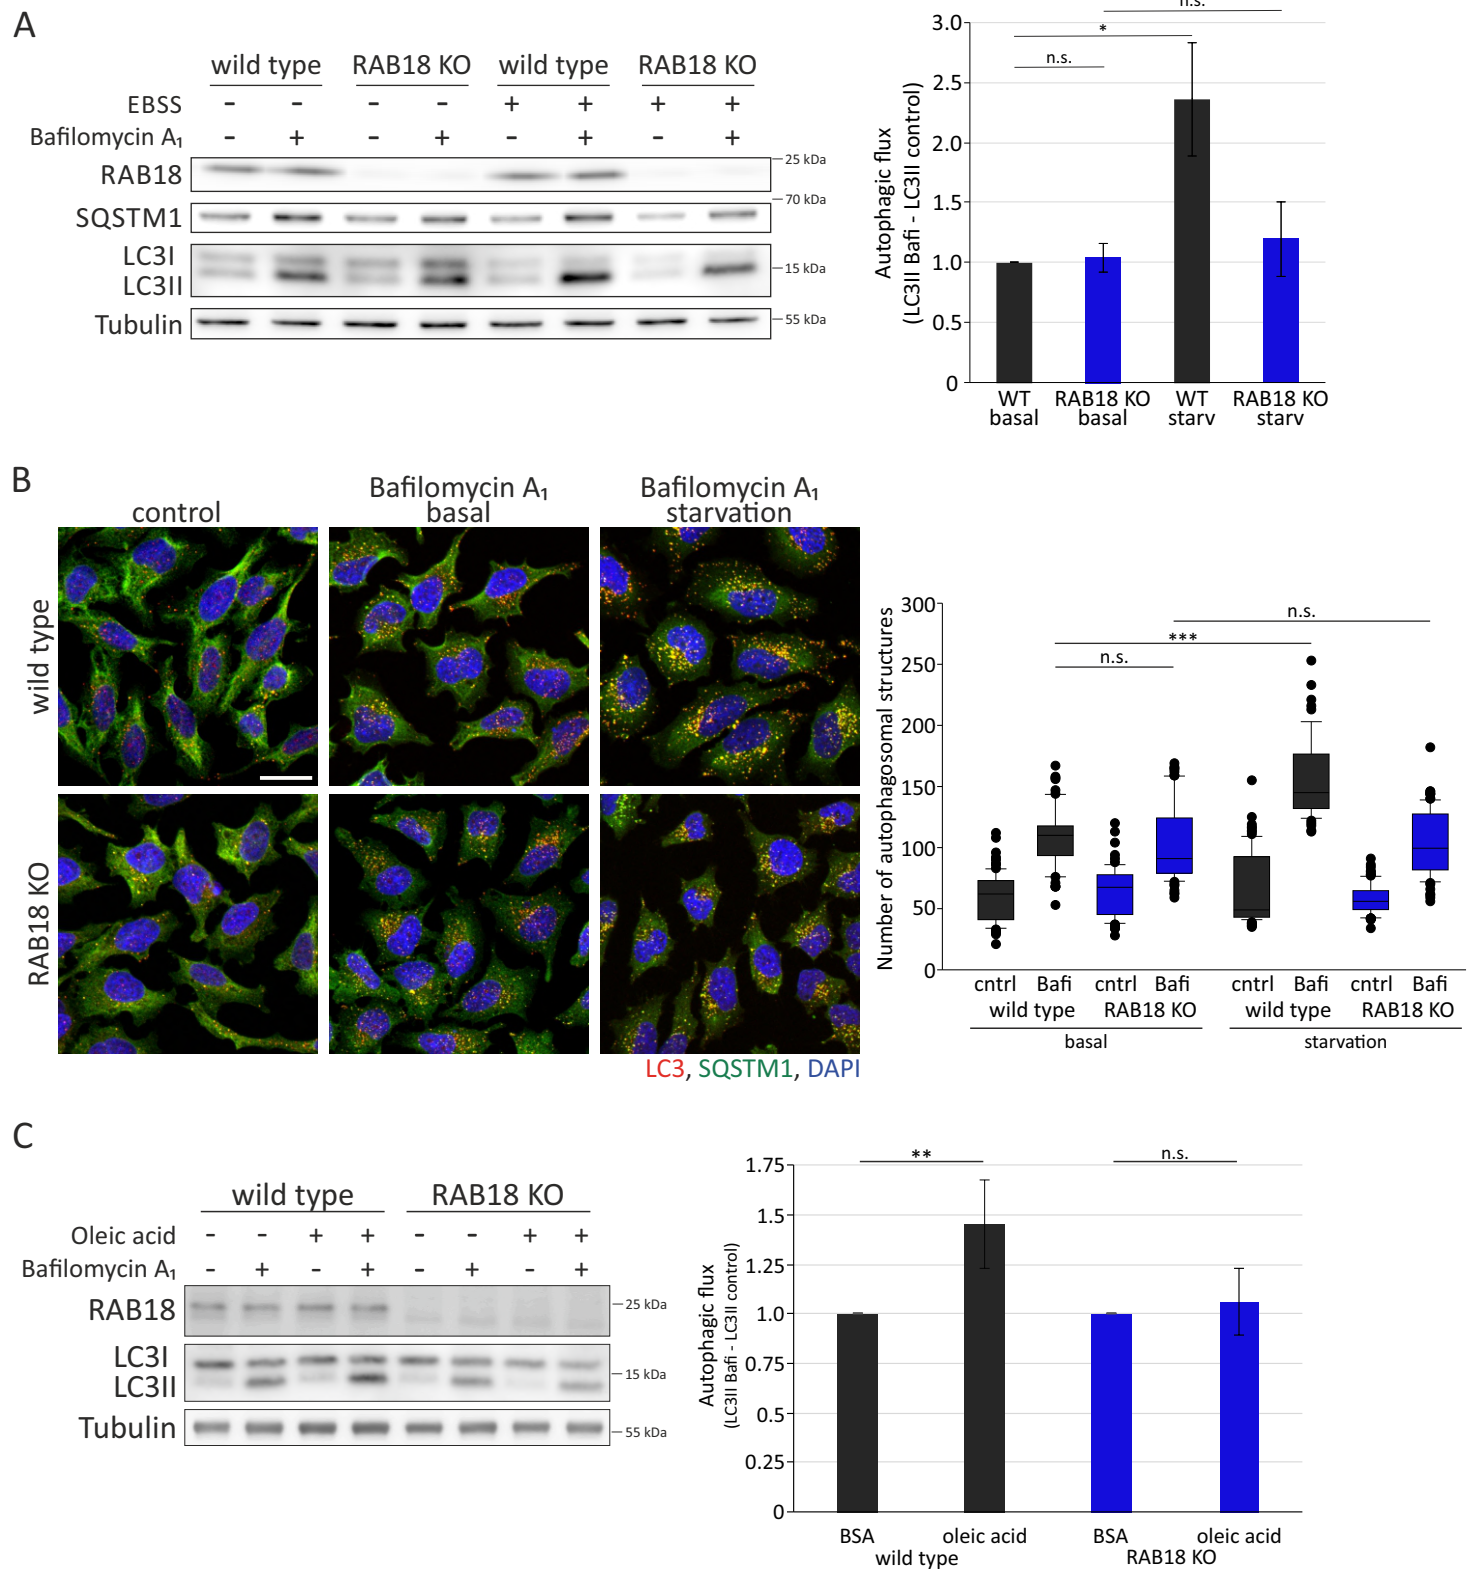 A
wild type RAB18 KO wild type RAB18 KO
EBSS - - - - + + + +
Bafilomycin A₁ - + - + - + - +
RAB18
25 kDa
70 kDa
SQSTM1
LC3I
15 kDa
LC3II
Tubulin
55 kDa
n.s.
*
n.s.
Autophagic flux
(LC3II Bafi - LC3II control)
3.0
2.5
2.0
1.5
1.0
0.5
0
WT RAB18 KO WT RAB18 KO
basal basal starv starv
B
control
Bafilomycin A₁
basal
Bafilomycin A₁
starvation
wild type
RAB18 KO
LC3, SQSTM1, DAPI
Number of autophagosomal structures
300
250
200
150
100
50
0
n.s.
***
n.s.
cntrl Bafi cntrl Bafi cntrl Bafi cntrl Bafi
wild type RAB18 KO wild type RAB18 KO
basal starvation
C
wild type RAB18 KO
Oleic acid - - + + - - + +
Bafilomycin A₁ - + - + - + - +
RAB18
25 kDa
LC3I
15 kDa
LC3II
Tubulin
55 kDa
Autophagic flux
(LC3II Bafi - LC3II control)
1.75
1.5
1.25
1.0
0.75
0.5
0.25
0
** n.s.
BSA oleic acid BSA oleic acid
wild type RAB18 KO